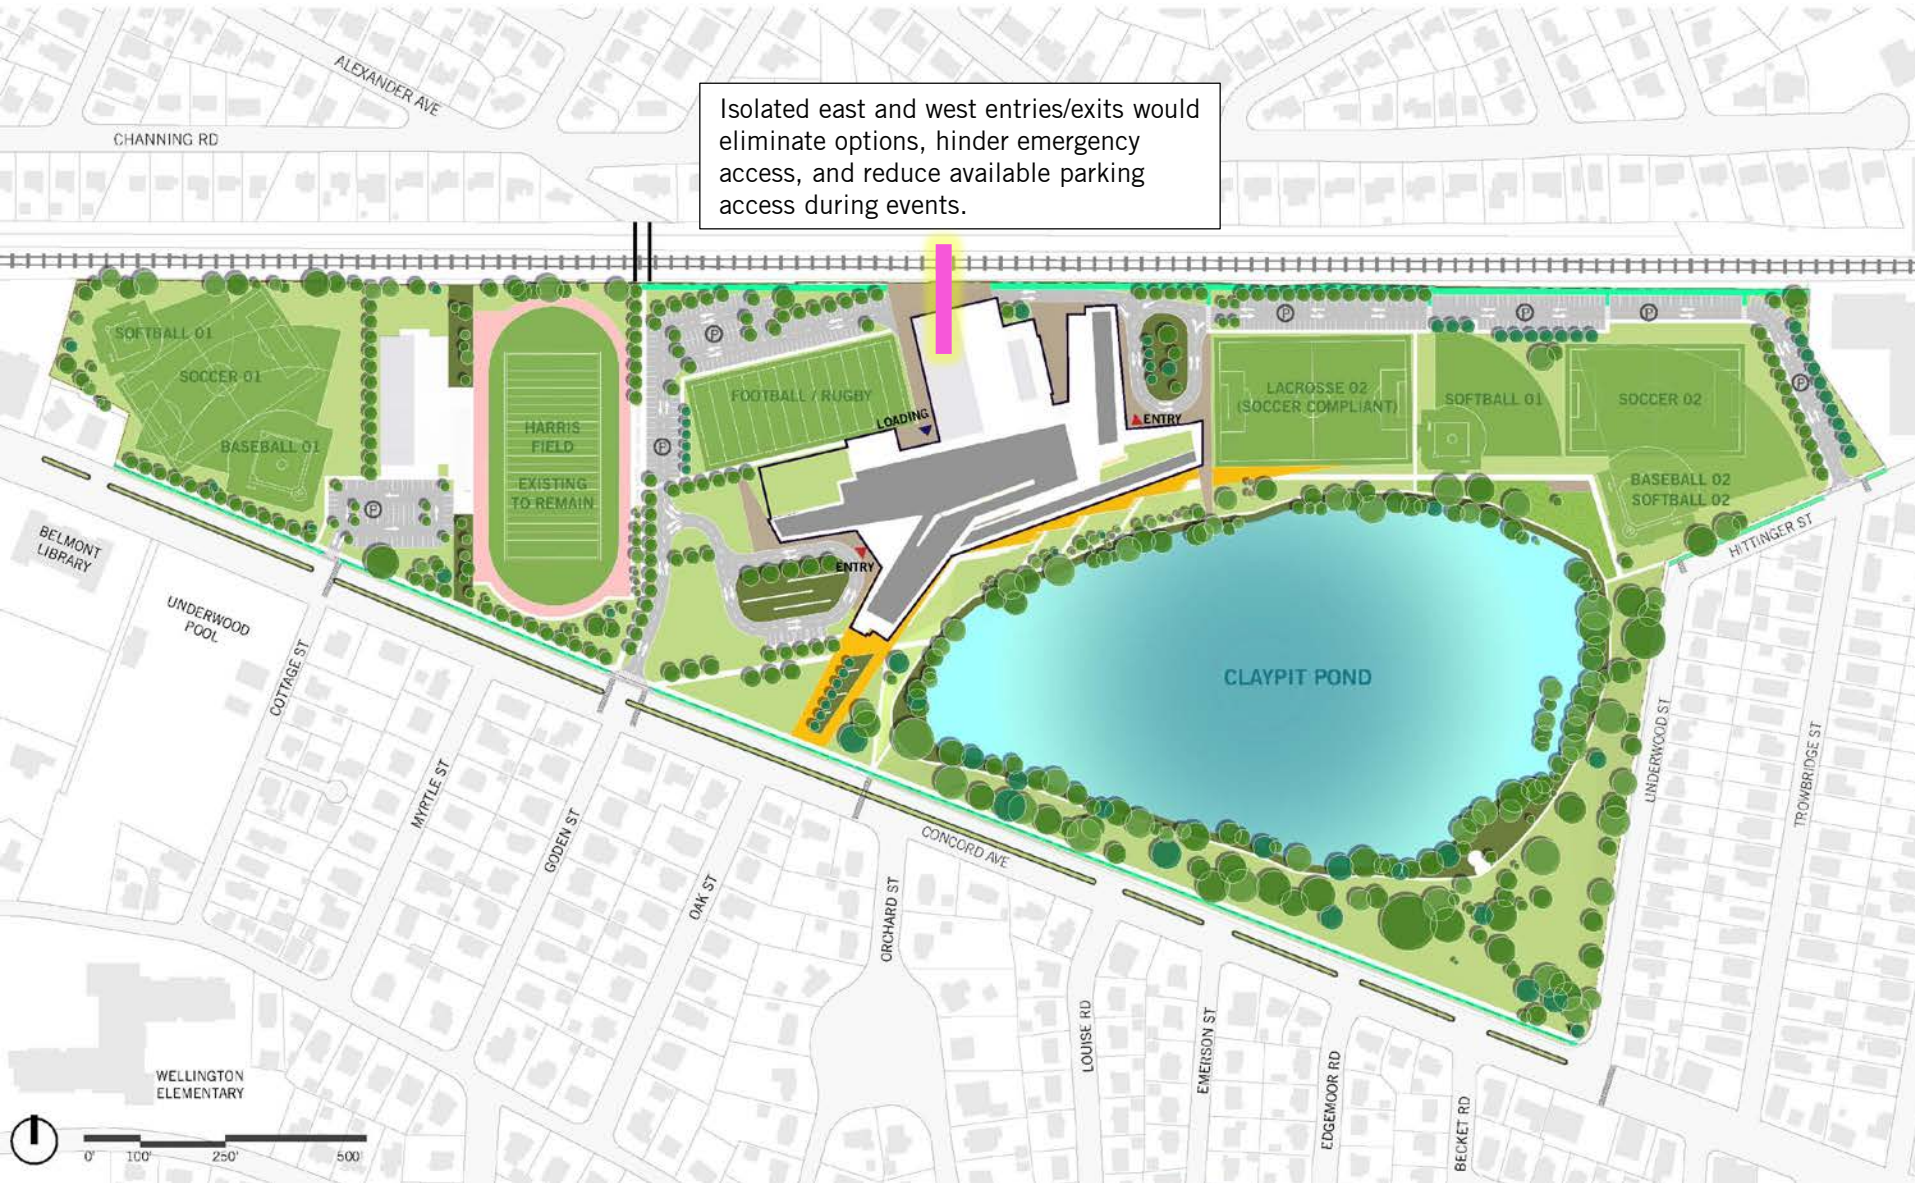 ALEXANDER AVE
CHANNING RD
Isolated east and west entries/exits would
eliminate options, hinder emergency
access, and reduce available parking
access during events.
SOFTBALL 01
SOCCER 01
BASEBALL 01
P
HARRIS
FIELD
EXISTING
TO REMAIN
P
P
FOOTBALL / RUGBY
LOADING
ENTRY
ENTRY
P
P
P
P
LACROSSE 02
(SOCCER COMPLIANT)
SOFTBALL 01
SOCCER 02
BASEBALL 02
SOFTBALL 02
HITTINGER ST
BELMONT
LIBRARY
UNDERWOOD
POOL
COTTAGE ST
MYRTLE ST
GODEN ST
OAK ST
ORCHARD ST
CONCORD AVE
CLAYPIT POND
UNDERWOOD ST
TROWBRIDGE ST
LOUISE RD
EMERSON ST
EDGEMOOR RD
BECKET RD
WELLINGTON
ELEMENTARY
0' 100' 250' 500'